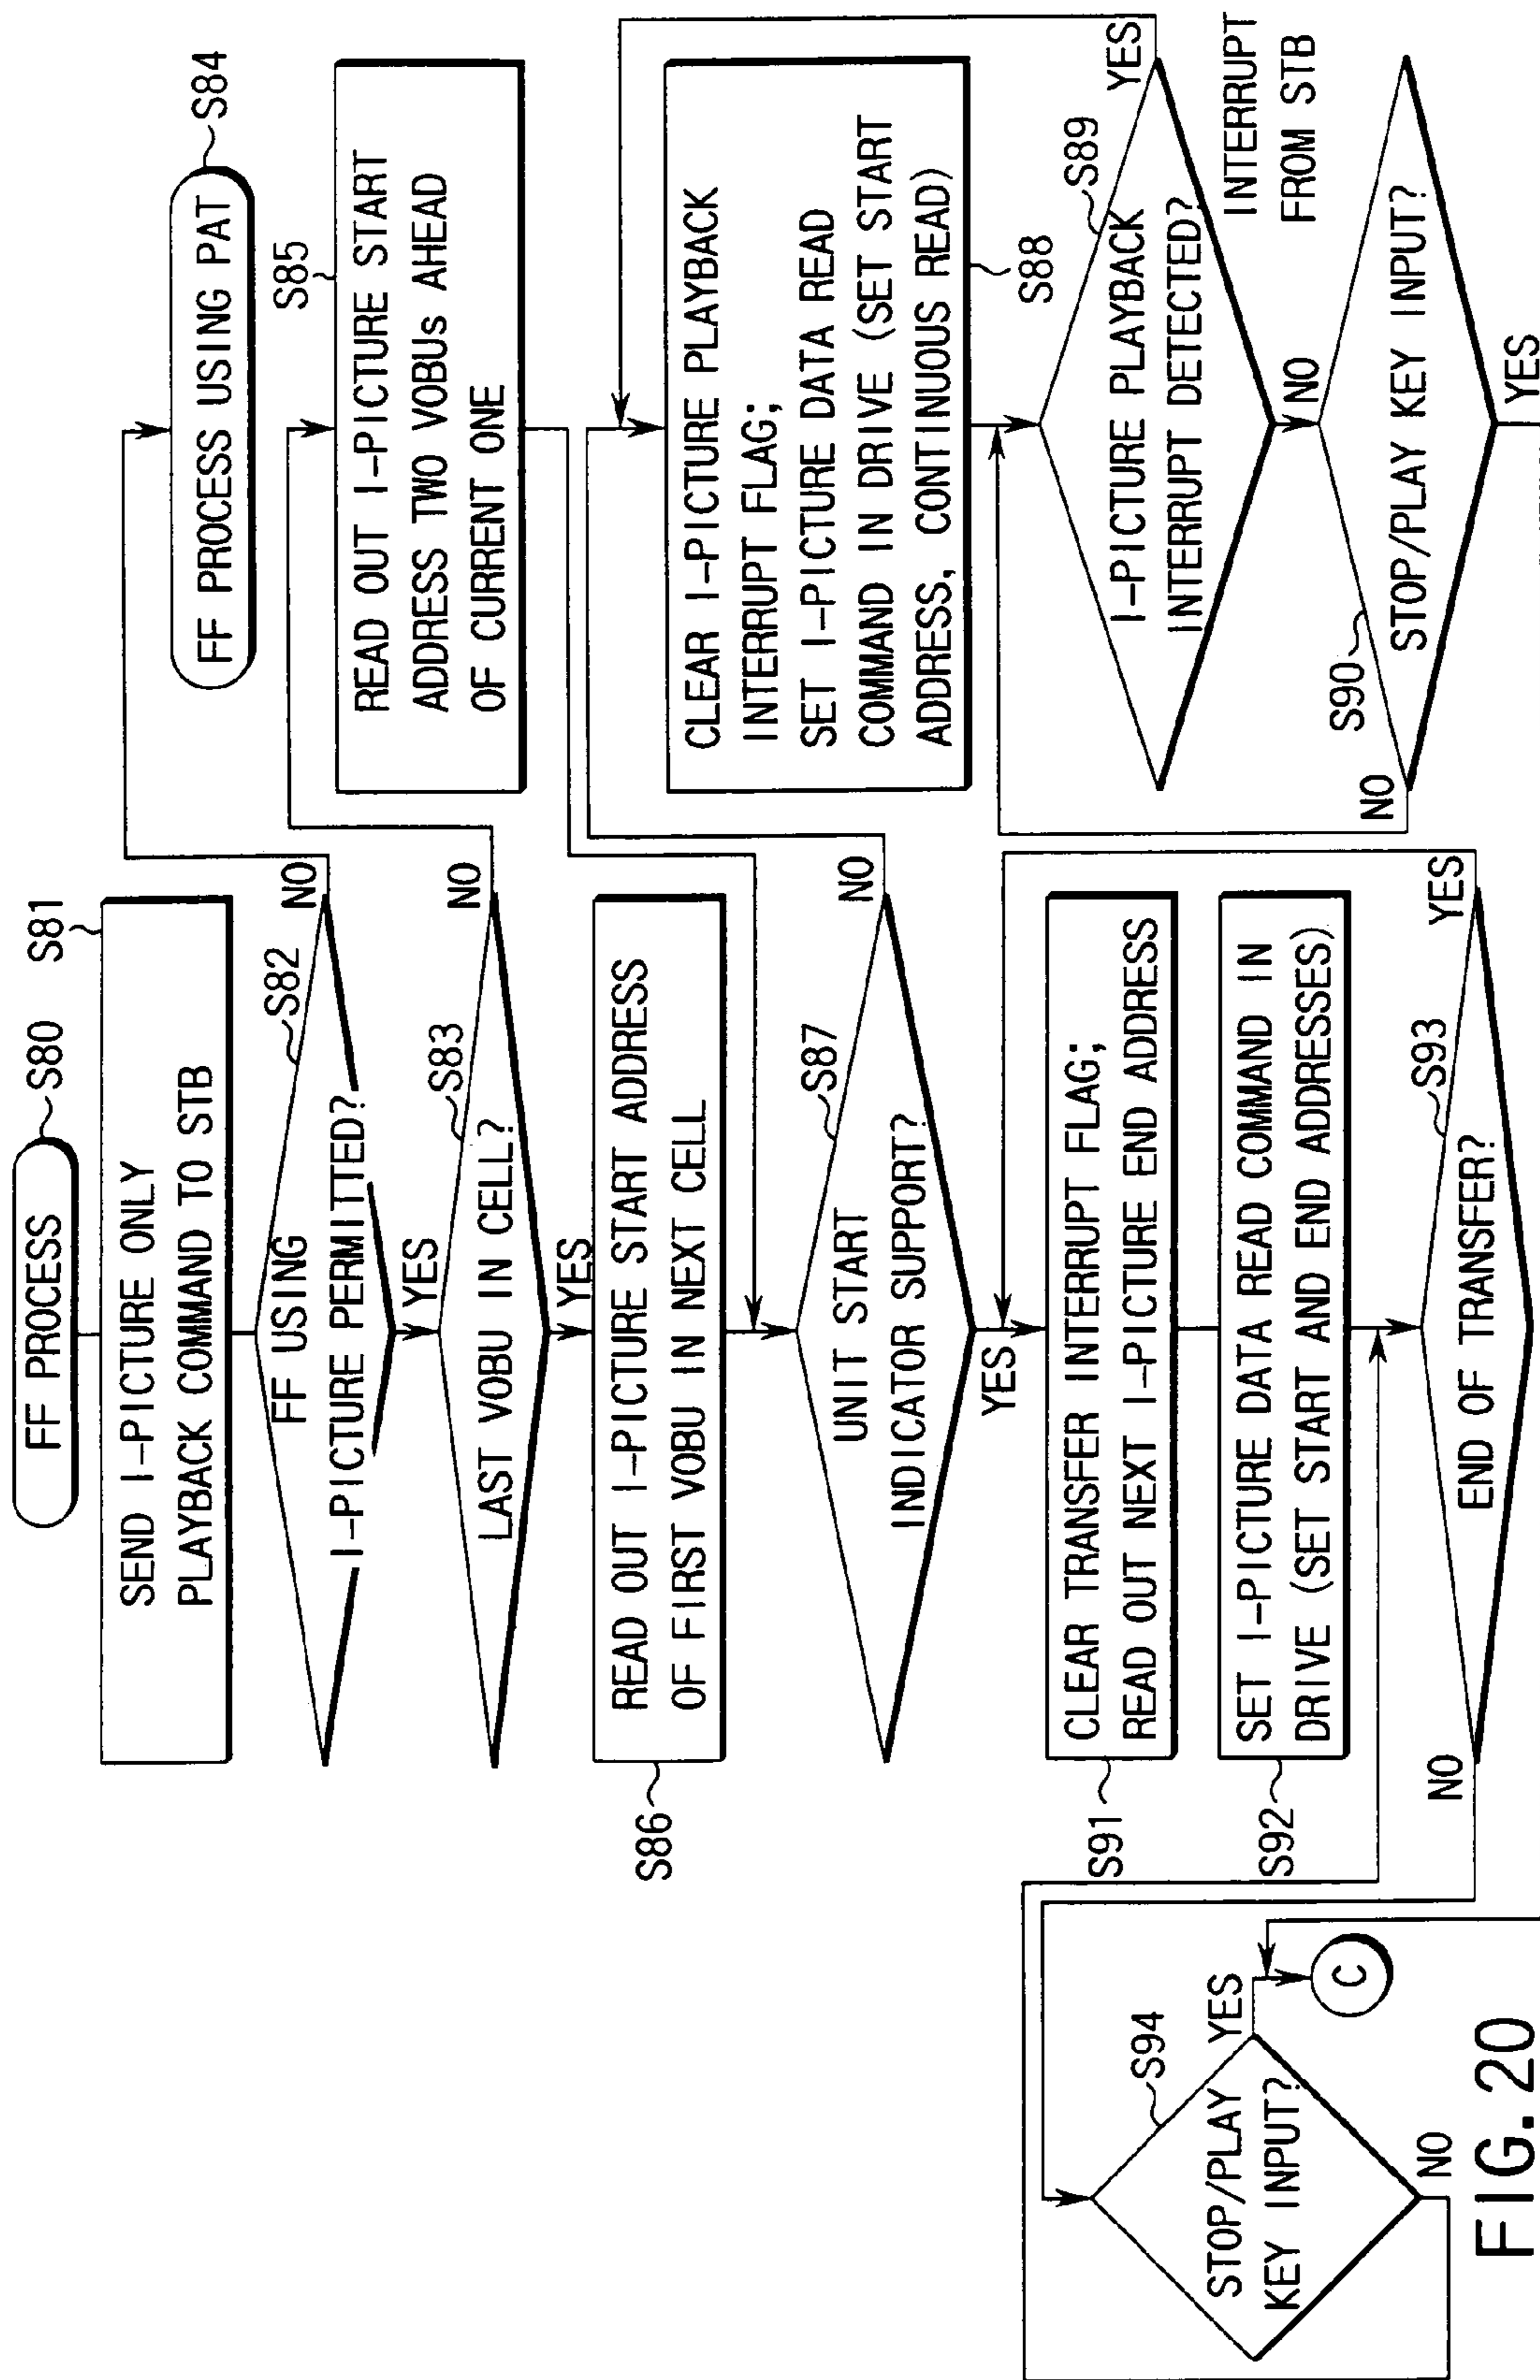 FF PROCESS
S80
SEND I-PICTURE ONLY
PLAYBACK COMMAND TO STB
S81
FF USING
I-PICTURE PERMITTED?
S82
NO
YES
LAST VOBU IN CELL?
S83
NO
YES
READ OUT I-PICTURE START ADDRESS
OF FIRST VOBU IN NEXT CELL
S86
UNIT START
INDICATOR SUPPORT?
S87
NO
YES
CLEAR TRANSFER INTERRUPT FLAG;
READ OUT NEXT I-PICTURE END ADDRESS
S91
SET I-PICTURE DATA READ COMMAND IN
DRIVE (SET START AND END ADDRESSES)
S92
END OF TRANSFER?
S93
YES
NO
STOP/PLAY
KEY INPUT?
S94
YES
NO
C
FF PROCESS USING PAT
S84
S85
READ OUT I-PICTURE START
ADDRESS TWO VOBUs AHEAD
OF CURRENT ONE
CLEAR I-PICTURE PLAYBACK
INTERRUPT FLAG;
SET I-PICTURE DATA READ
COMMAND IN DRIVE (SET START
ADDRESS, CONTINUOUS READ)
S88
I-PICTURE PLAYBACK
INTERRUPT DETECTED?
S89
YES
NO
INTERRUPT
FROM STB
STOP/PLAY KEY INPUT?
S90
NO
YES
FIG. 20